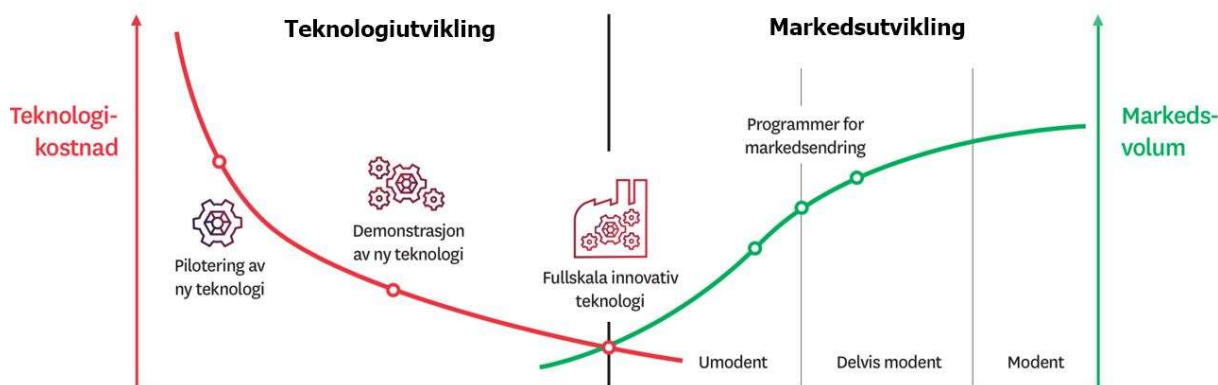 Teknologiutvikling
Markedsutvikling
Teknologi-
kostnad
Markeds-
volum
Programmer for
markedsendring
Pilotering av
ny teknologi
Demonstrasjon
av ny teknologi
Fullskala innovativ
teknologi
Umodent
Delvis modent
Modent